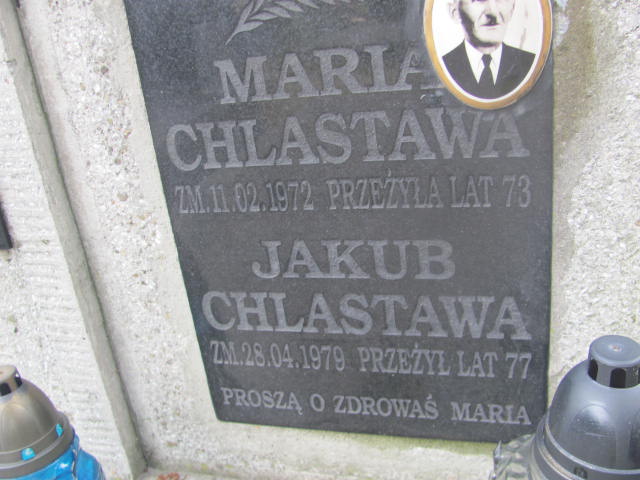 MARIA
CHLASTAWA
ZM.11.02.1972 PRZEŻYŁA LAT 73
JAKUB
CHLASTAWA
ZM.28.04.1979 PRZEŻYŁ LAT 77
PROSZĄ O ZDROWAŚ MARIA